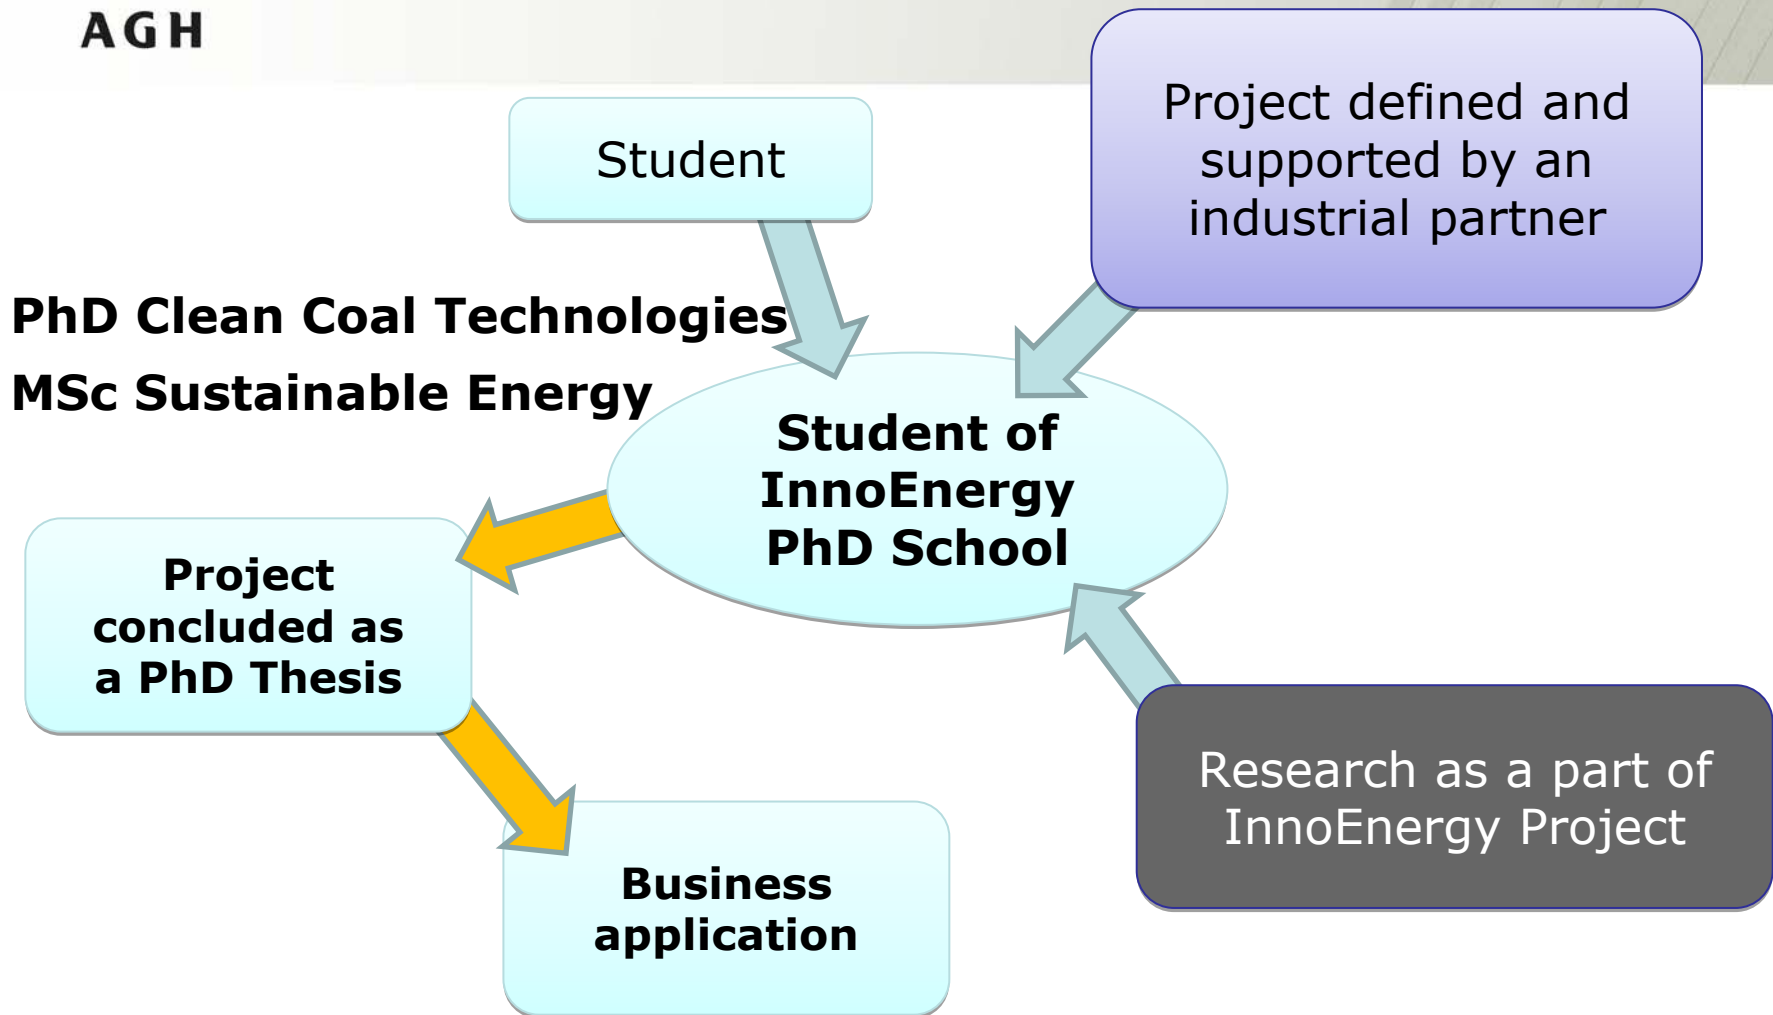 AGH
Student
Project defined and
supported by an
industrial partner
PhD Clean Coal Technologies
MSc Sustainable Energy
Student of
InnoEnergy
PhD School
Project
concluded as
a PhD Thesis
Research as a part of
InnoEnergy Project
Business
application